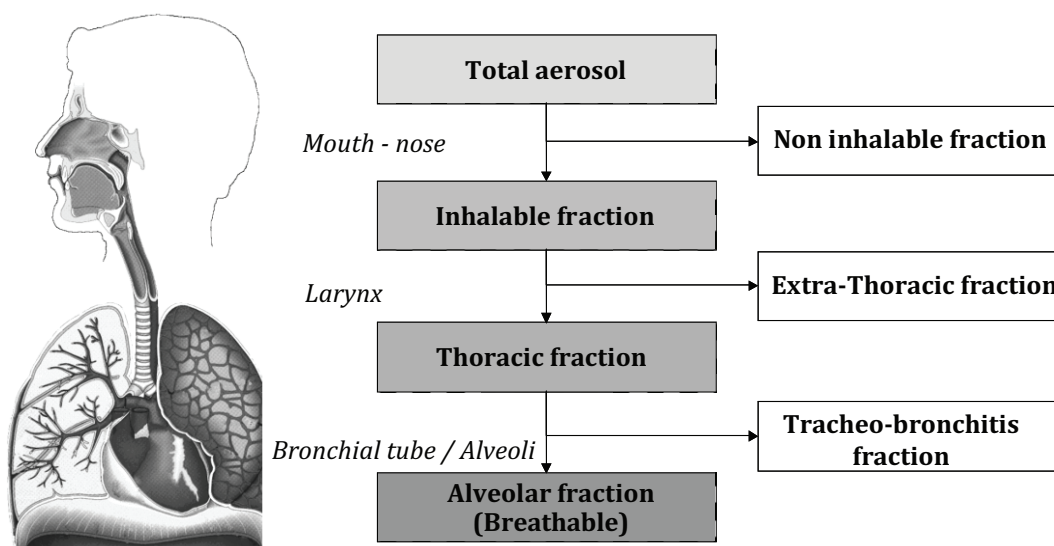 Total aerosol
Mouth - nose
Non inhalable fraction
Inhalable fraction
Larynx
Extra-Thoracic fraction
Thoracic fraction
Bronchial tube / Alveoli
Tracheo-bronchitis
fraction
Alveolar fraction
(Breathable)